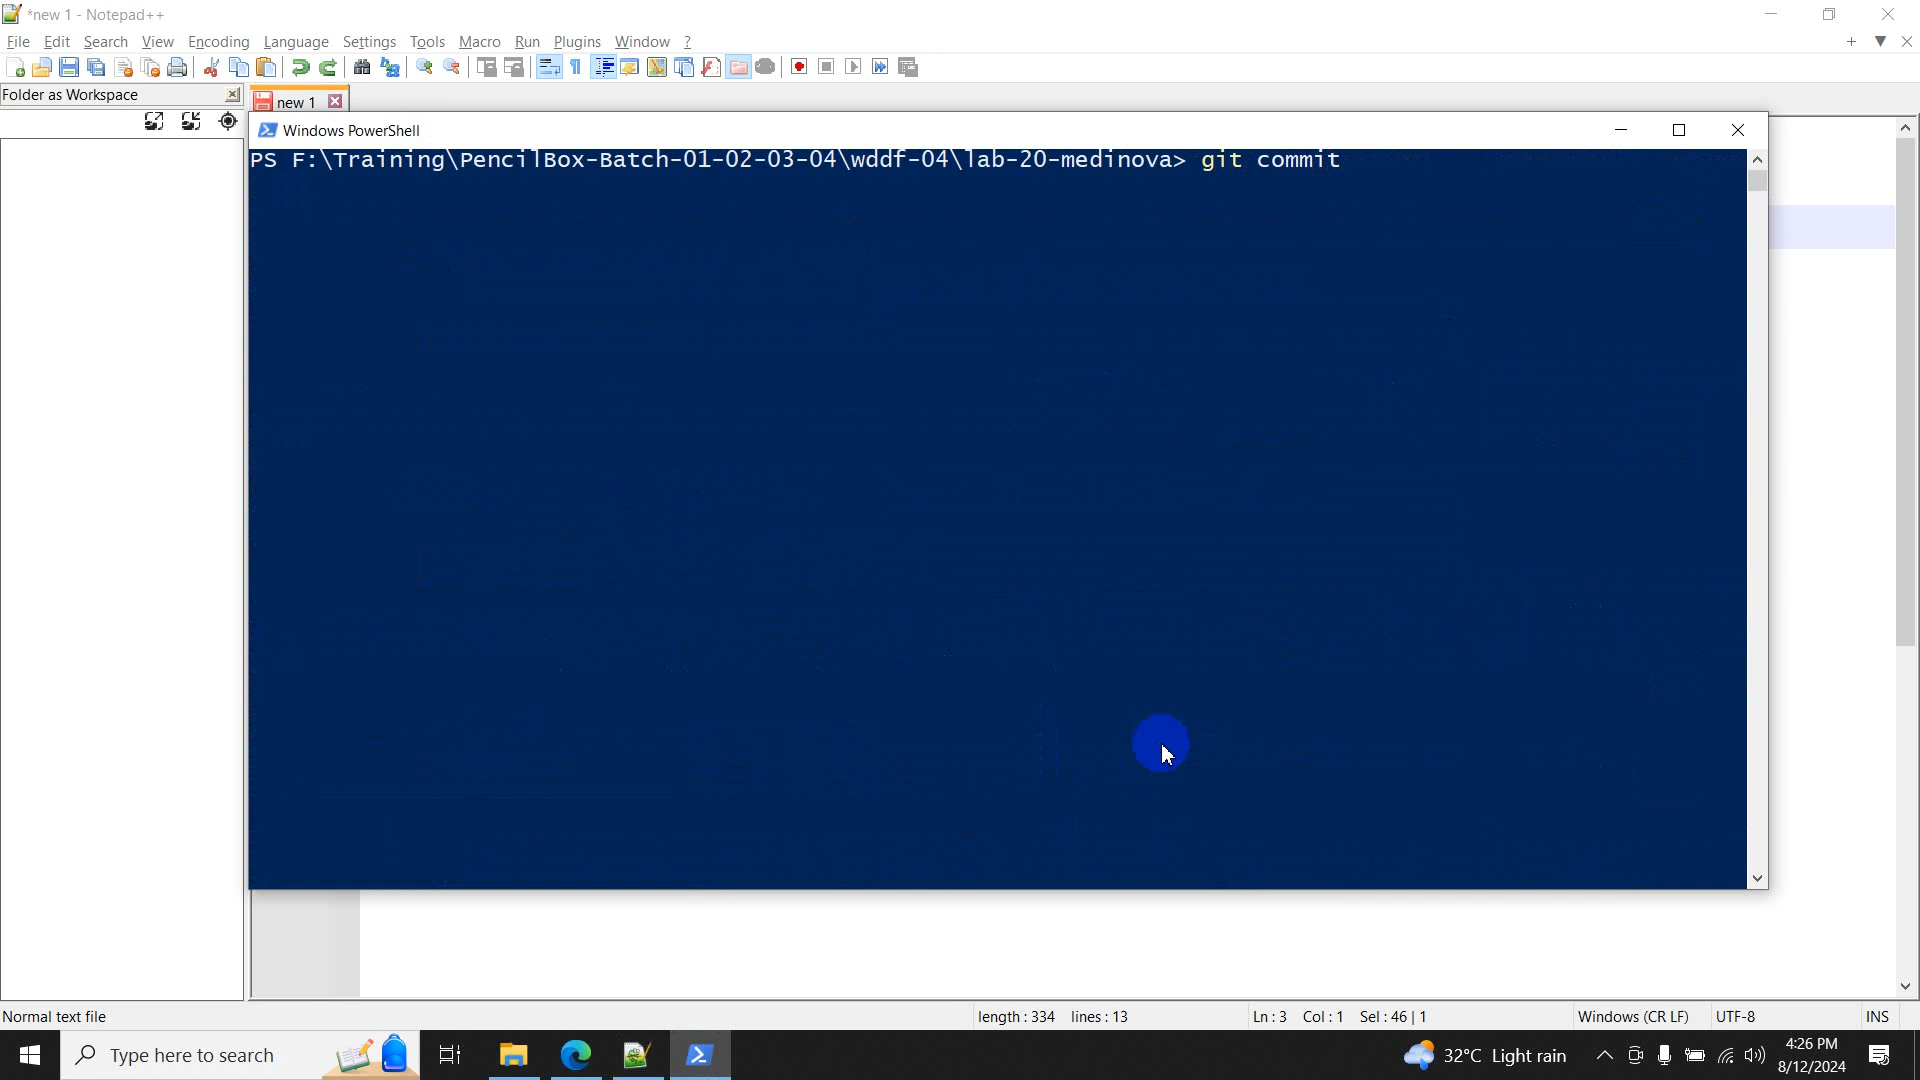 *new 1 - Notepad++
File Edit Search View Encoding Language Settings Tools Macro Run Plugins Window ?
Folder as Workspace
new 1
Windows PowerShell
PS F:\Training\PencilBox-Batch-01-02-03-04\wddf-04\lab-20-medinova> git commit
Normal text file length : 334 lines : 13 Ln : 3 Col : 1 Sel : 46 | 1 Windows (CR LF) UTF-8 INS
Type here to search 32°C Light rain 4:26 PM
8/12/2024